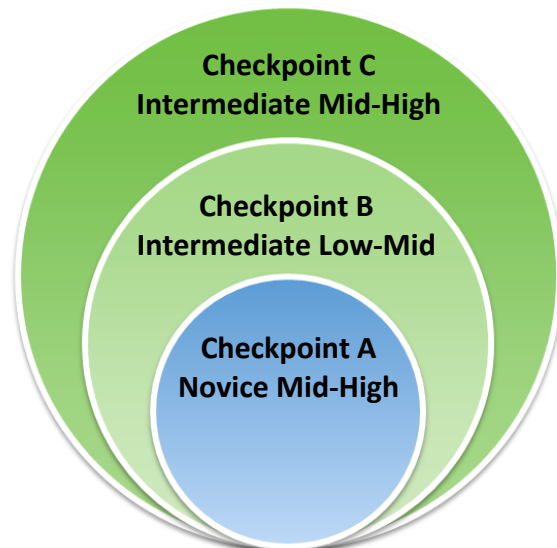 Checkpoint C
Intermediate Mid-High
Checkpoint B
Intermediate Low-Mid
Checkpoint A
Novice Mid-High